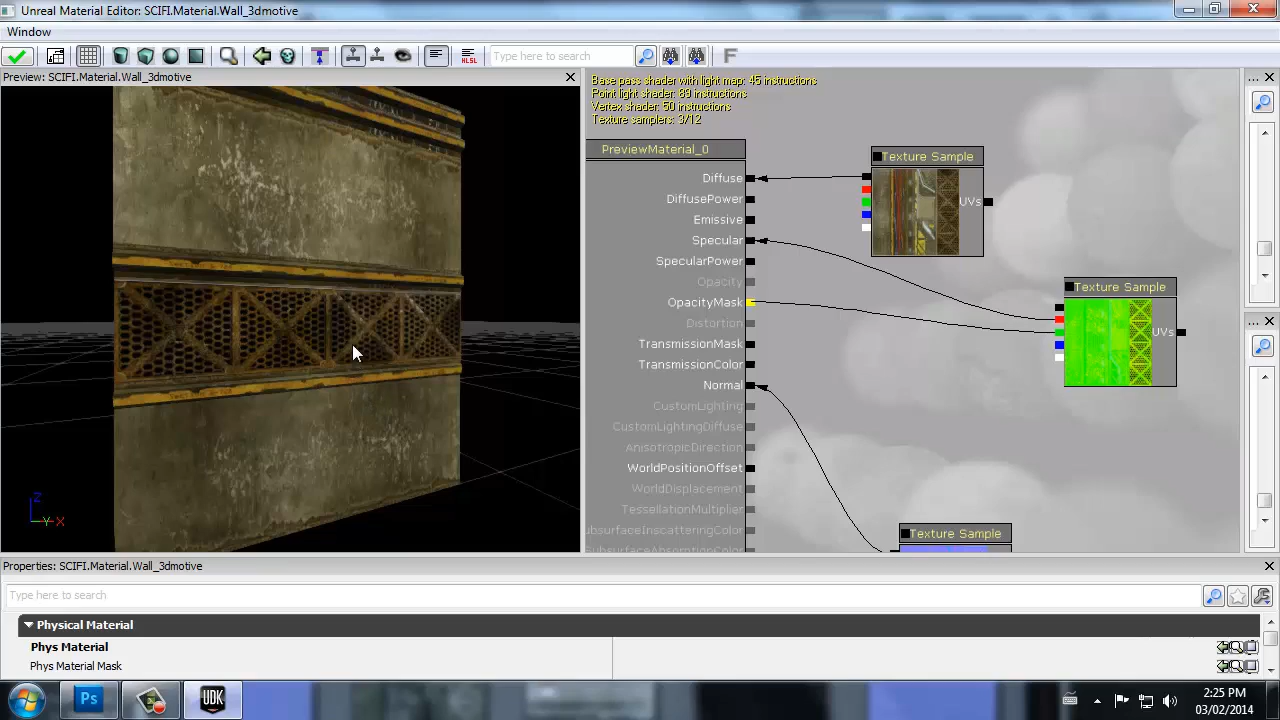 Unreal Material Editor: SCIFI.Material.Wall_3dmotive
Window
HLSL
Type here to search
F
Preview: SCIFI.Material.Wall_3dmotive
Base pass shader with light map: 45 instructions
Point light shader: 89 instructions
Vertex shader: 50 instructions
Texture samplers: 3/12
PreviewMaterial_0
Diffuse
DiffusePower
Emissive
Specular
SpecularPower
Opacity
OpacityMask
Distortion
TransmissionMask
TransmissionColor
Normal
CustomLighting
CustomLightingDiffuse
AnisotropicDirection
WorldPositionOffset
WorldDisplacement
TessellationMultiplier
ubsurfaceInscatteringColor
SubsurfaceAbsorptionColor
Texture Sample
UVs
Texture Sample
UVs
Texture Sample
Z
Y X
Properties: SCIFI.Material.Wall_3dmotive
Type here to search
Physical Material
Phys Material
Phys Material Mask
Ps
UDK
2:25 PM
03/02/2014